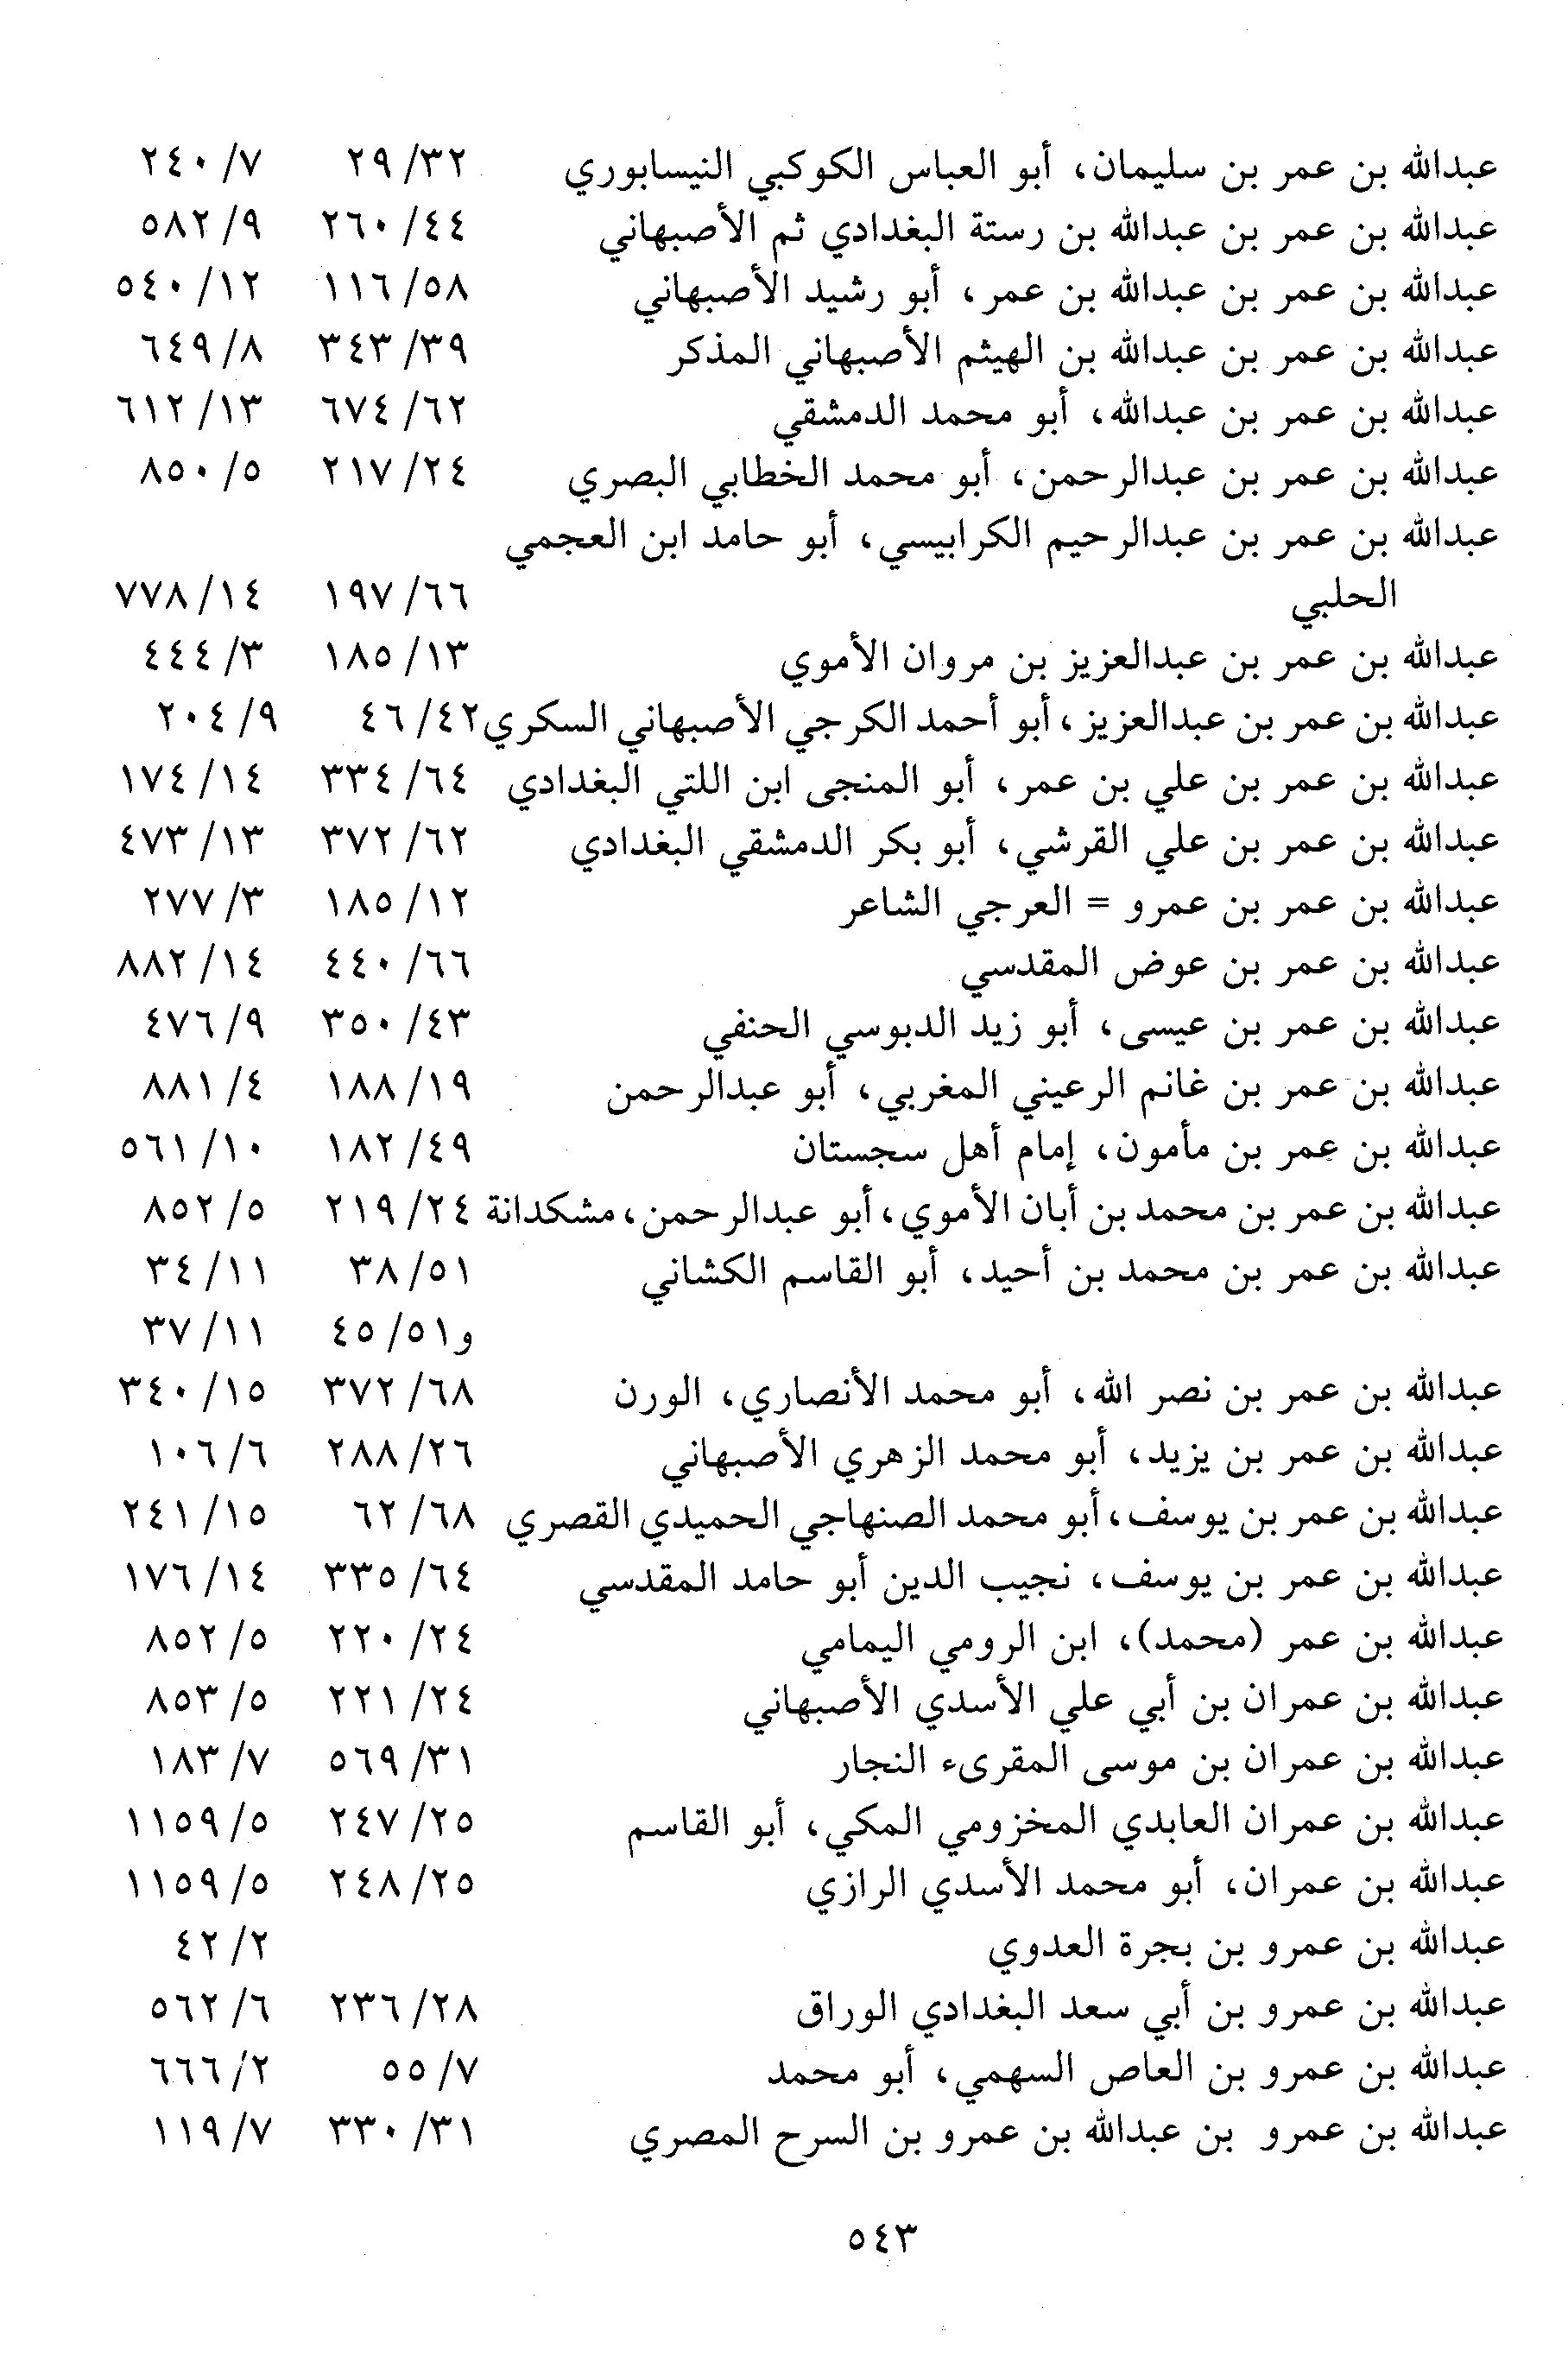 عبدالله بن عمر بن سليمان، أبو العباس الكوكبي النيسابوري ٣٢/ ٢٩ ٧/ ٢٤٠
عبدالله بن عمر بن عبدالله بن رستة البغدادي ثم الأصبهاني ٤٤/ ٢٦٠ ٩/ ٥٨٢
عبدالله بن عمر بن عبدالله بن عمر، أبو رشيد الأصبهاني ٥٨/ ١١٦ ١٢/ ٥٤٠
عبدالله بن عمر بن عبدالله بن الهيثم الأصبهاني المذكر ٣٩/ ٣٤٣ ٨/ ٦٤٩
عبدالله بن عمر بن عبدالله، أبو محمد الدمشقي ٦٢/ ٦٧٤ ١٣/ ٦١٢
عبدالله بن عمر بن عبدالرحمن، أبو محمد الخطابي البصري ٢٤/ ٢١٧ ٥/ ٨٥٠
عبدالله بن عمر بن عبدالرحيم الكرابيسي، أبو حامد ابن العجمي
الحلبي ٦٦/ ١٩٧ ١٤/ ٧٧٨
عبدالله بن عمر بن عبدالعزيز بن مروان الأموي ١٣/ ١٨٥ ٣/ ٤٤٤
عبدالله بن عمر بن عبدالعزيز، أبو أحمد الكرجي الأصبهاني السكري ٤٢/ ٤٦ ٩/ ٢٠٤
عبدالله بن عمر بن علي بن عمر، أبو المنجى ابن اللتي البغدادي ٦٤/ ٣٣٤ ١٤/ ١٧٤
عبدالله بن عمر بن علي القرشي، أبو بكر الدمشقي البغدادي ٦٢/ ٣٧٢ ١٣/ ٤٧٣
عبدالله بن عمر بن عمرو = العرجي الشاعر ١٢/ ١٨٥ ٣/ ٢٧٧
عبدالله بن عمر بن عوض المقدسي ٦٦/ ٤٤٠ ١٤/ ٨٨٢
عبدالله بن عمر بن عيسى، أبو زيد الدبوسي الحنفي ٤٣/ ٣٥٠ ٩/ ٤٧٦
عبدالله بن عمر بن غانم الرعيني المغربي، أبو عبدالرحمن ١٩/ ١٨٨ ٤/ ٨٨١
عبدالله بن عمر بن مأمون، إمام أهل سجستان ٤٩/ ١٨٢ ١٠/ ٥٦١
عبدالله بن عمر بن محمد بن أبان الأموي، أبو عبدالرحمن، مشكدانة ٢٤/ ٢١٩ ٥/ ٨٥٢
عبدالله بن عمر بن محمد بن أحيد، أبو القاسم الكشاني ٥١/ ٣٨ ١١/ ٣٤
و٥١/ ٤٥ ١١/ ٣٧
عبدالله بن عمر بن نصر الله، أبو محمد الأنصاري، الورن ٦٨/ ٣٧٢ ١٥/ ٣٤٠
عبدالله بن عمر بن يزيد، أبو محمد الزهري الأصبهاني ٢٦/ ٢٨٨ ٦/ ١٠٦
عبدالله بن عمر بن يوسف، أبو محمد الصنهاجي الحميدي القصري ٦٨/ ٦٢ ١٥/ ٢٤١
عبدالله بن عمر بن يوسف، نجيب الدين أبو حامد المقدسي ٦٤/ ٣٣٥ ١٤/ ١٧٦
عبدالله بن عمر (محمد)، ابن الرومي اليمامي ٢٤/ ٢٢٠ ٥/ ٨٥٢
عبدالله بن عمران بن أبي علي الأسدي الأصبهاني ٢٤/ ٢٢١ ٥/ ٨٥٣
عبدالله بن عمران بن موسى المقرىء النجار ٣١/ ٥٦٩ ٧/ ١٨٣
عبدالله بن عمران العابدي المخزومي المكي، أبو القاسم ٢٥/ ٢٤٧ ٥/ ١١٥٩
عبدالله بن عمران، أبو محمد الأسدي الرازي ٢٥/ ٢٤٨ ٥/ ١١٥٩
عبدالله بن عمرو بن بجرة العدوي ٢/ ٤٢
عبدالله بن عمرو بن أبي سعد البغدادي الوراق ٢٨/ ٢٣٦ ٦/ ٥٦٢
عبدالله بن عمرو بن العاص السهمي، أبو محمد ٧/ ٥٥ ٢/ ٦٦٦
عبدالله بن عمرو بن عبدالله بن عمرو بن السرح المصري ٣١/ ٣٣٠ ٧/ ١١٩
٥٤٣